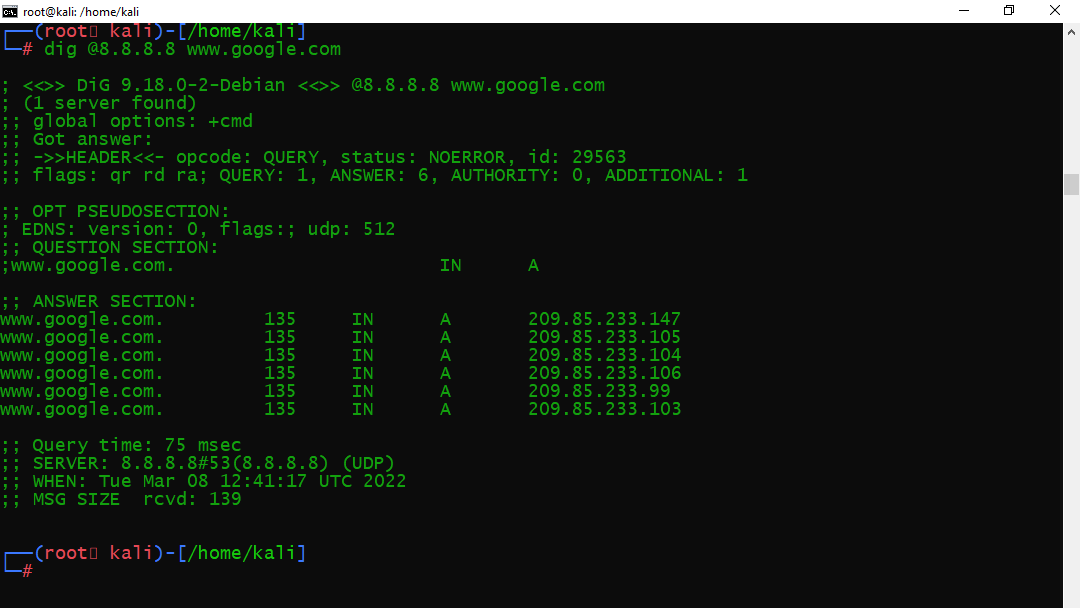 root@kali: /home/kali
┌──(root kali)-[/home/kali]
└─# dig @8.8.8.8 www.google.com
; <<>> DiG 9.18.0-2-Debian <<>> @8.8.8.8 www.google.com
; (1 server found)
;; global options: +cmd
;; Got answer:
;; ->>HEADER<<- opcode: QUERY, status: NOERROR, id: 29563
;; flags: qr rd ra; QUERY: 1, ANSWER: 6, AUTHORITY: 0, ADDITIONAL: 1
;; OPT PSEUDOSECTION:
; EDNS: version: 0, flags:; udp: 512
;; QUESTION SECTION:
;www.google.com. IN A
;; ANSWER SECTION:
www.google.com. 135 IN A 209.85.233.147
www.google.com. 135 IN A 209.85.233.105
www.google.com. 135 IN A 209.85.233.104
www.google.com. 135 IN A 209.85.233.106
www.google.com. 135 IN A 209.85.233.99
www.google.com. 135 IN A 209.85.233.103
;; Query time: 75 msec
;; SERVER: 8.8.8.8#53(8.8.8.8) (UDP)
;; WHEN: Tue Mar 08 12:41:17 UTC 2022
;; MSG SIZE  rcvd: 139
┌──(root kali)-[/home/kali]
└─#